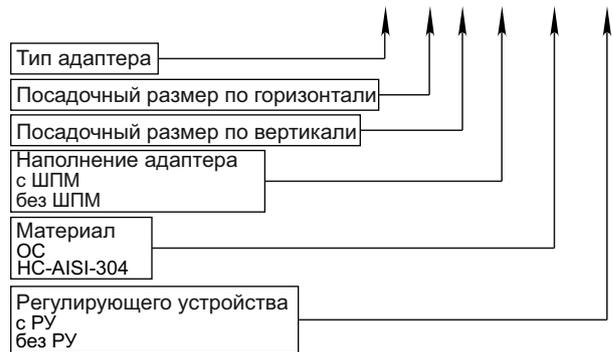 Тип адаптера
Посадочный размер по горизонтали
Посадочный размер по вертикали
Наполнение адаптера
с ШПМ
без ШПМ
Материал
ОС
НС-AISI-304
Регулирующего устройства
с РУ
без РУ